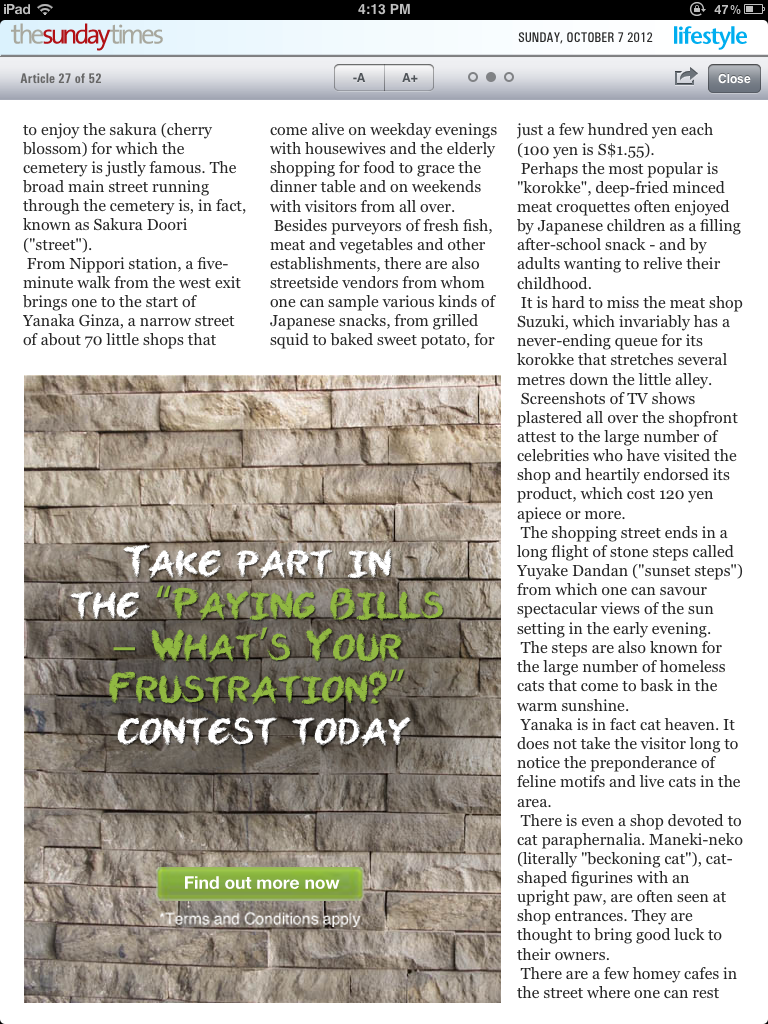 iPad
4:13 PM
47%
thesundaytimes
SUNDAY, OCTOBER 7 2012
lifestyle
Article 27 of 52
-A
A+
Close
to enjoy the sakura (cherry
blossom) for which the
cemetery is justly famous. The
broad main street running
through the cemetery is, in fact,
known as Sakura Doori
("street").
From Nippori station, a five-
minute walk from the west exit
brings one to the start of
Yanaka Ginza, a narrow street
of about 70 little shops that
come alive on weekday evenings
with housewives and the elderly
shopping for food to grace the
dinner table and on weekends
with visitors from all over.
Besides purveyors of fresh fish,
meat and vegetables and other
establishments, there are also
streetside vendors from whom
one can sample various kinds of
Japanese snacks, from grilled
squid to baked sweet potato, for
just a few hundred yen each
(100 yen is S$1.55).
Perhaps the most popular is
"korokke", deep-fried minced
meat croquettes often enjoyed
by Japanese children as a filling
after-school snack - and by
adults wanting to relive their
childhood.
It is hard to miss the meat shop
Suzuki, which invariably has a
never-ending queue for its
korokke that stretches several
metres down the little alley.
Screenshots of TV shows
plastered all over the shopfront
attest to the large number of
celebrities who have visited the
shop and heartily endorsed its
product, which cost 120 yen
apiece or more.
The shopping street ends in a
long flight of stone steps called
Yuyake Dandan ("sunset steps")
from which one can savour
spectacular views of the sun
setting in the early evening.
The steps are also known for
the large number of homeless
cats that come to bask in the
warm sunshine.
Yanaka is in fact cat heaven. It
does not take the visitor long to
notice the preponderance of
feline motifs and live cats in the
area.
There is even a shop devoted to
cat paraphernalia. Maneki-neko
(literally "beckoning cat"), cat-
shaped figurines with an
upright paw, are often seen at
shop entrances. They are
thought to bring good luck to
their owners.
There are a few homey cafes in
the street where one can rest
TAKE PART IN
THE “PAYING BILLS
– WHAT’S YOUR
FRUSTRATION?”
CONTEST TODAY
Find out more now
*Terms and Conditions apply